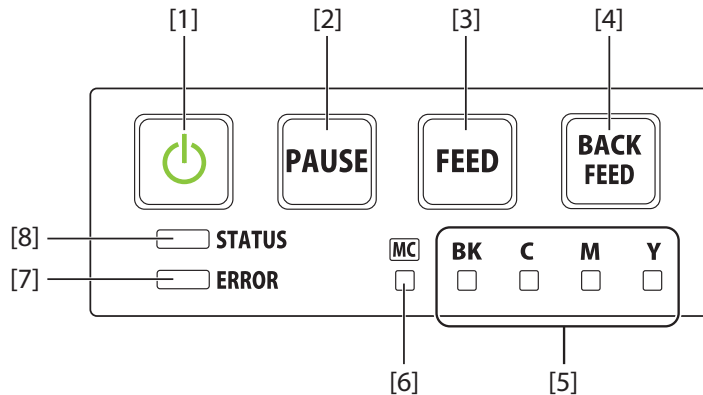 [1] [2] [3] [4]
PAUSE FEED BACK
FEED
[8] STATUS
MC BK C M Y
[7] ERROR
[6] [5]